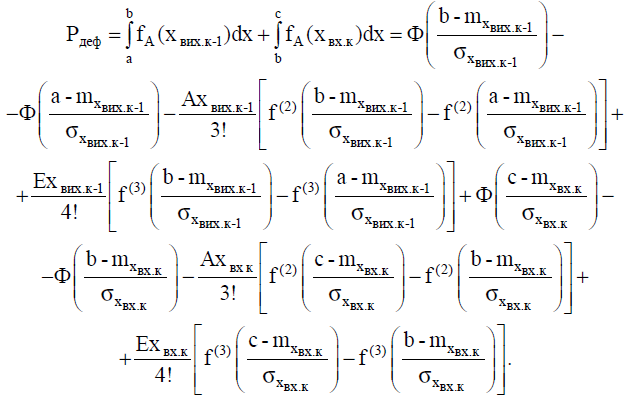 P_деф = ∫_a^b f_A(x_вих.к-1)dx + ∫_b^c f_A(x_вх.к)dx = Φ((b - m_x_вих.к-1)/σ_x_вих.к-1) −
−Φ((a - m_x_вих.к-1)/σ_x_вих.к-1) − (Ax_вих.к-1/3!)[f^(2)((b - m_x_вих.к-1)/σ_x_вих.к-1) − f^(2)((a - m_x_вих.к-1)/σ_x_вих.к-1)] +
+(Ex_вих.к-1/4!)[f^(3)((b - m_x_вих.к-1)/σ_x_вих.к-1) − f^(3)((a - m_x_вих.к-1)/σ_x_вих.к-1)] + Φ((c - m_x_вх.к)/σ_x_вх.к) −
−Φ((b - m_x_вх.к)/σ_x_вх.к) − (Ax_вх к/3!)[f^(2)((c - m_x_вх.к)/σ_x_вх.к) − f^(2)((b - m_x_вх.к)/σ_x_вх.к)] +
+(Ex_вх.к/4!)[f^(3)((c - m_x_вх.к)/σ_x_вх.к) − f^(3)((b - m_x_вх.к)/σ_x_вх.к)].